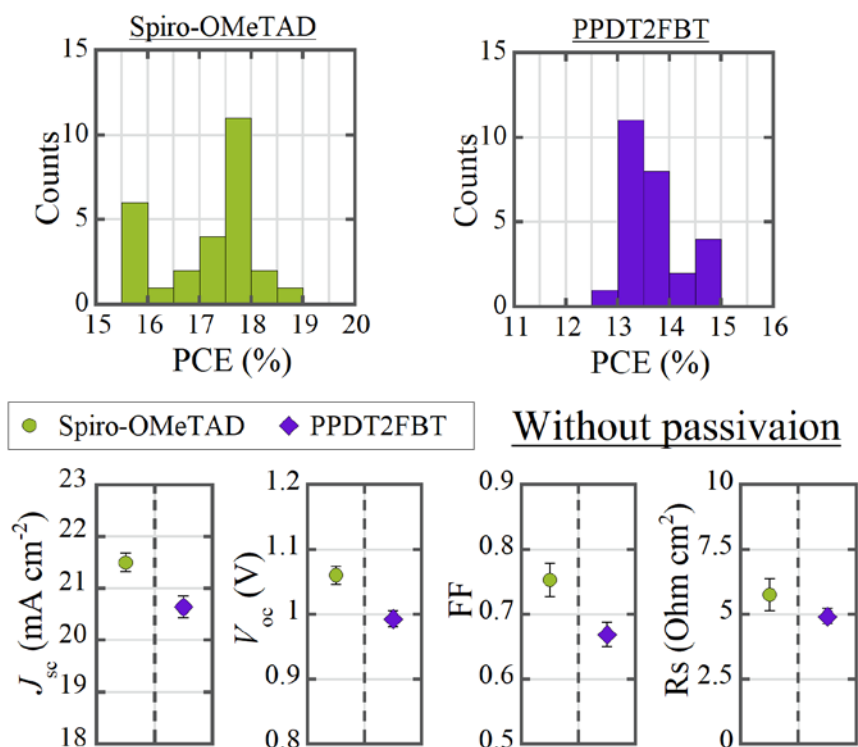 Spiro-OMeTAD
PPDT2FBT
15
10
5
0
Counts
15 16 17 18 19 20
PCE (%)
15
10
5
0
Counts
11 12 13 14 15 16
PCE (%)
Spiro-OMeTAD PPDT2FBT
Without passivaion
23
22
21
20
19
18
Jsc (mA cm-2)
1.2
1.1
1
0.9
0.8
Voc (V)
0.9
0.8
0.7
0.6
0.5
FF
10
7.5
5
2.5
0
Rs (Ohm cm2)